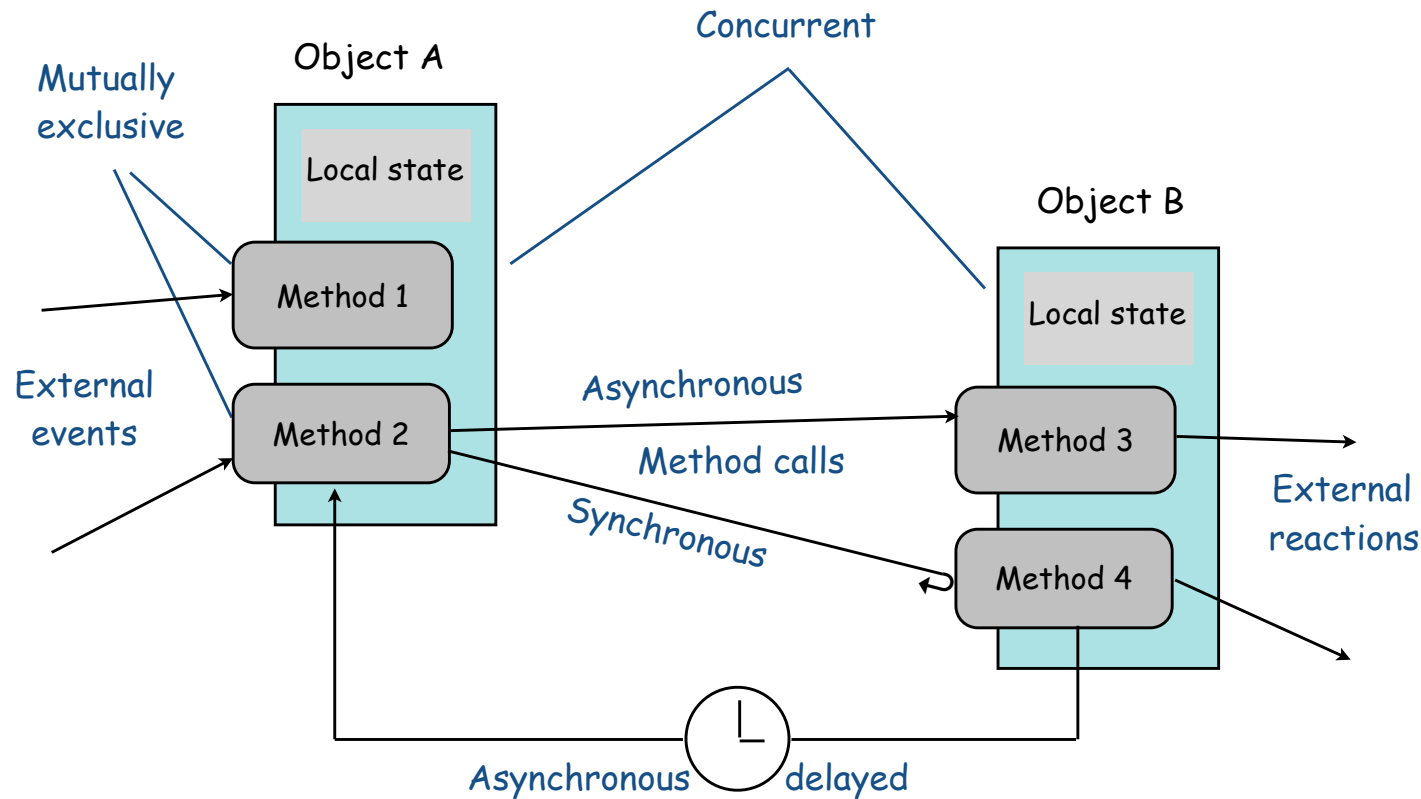 Concurrent
Object A
Mutually
exclusive
Local state
Object B
Method 1
Local state
External
events
Asynchronous
Method 2
Method 3
Method calls
External
reactions
Synchronous
Method 4
Asynchronous
delayed